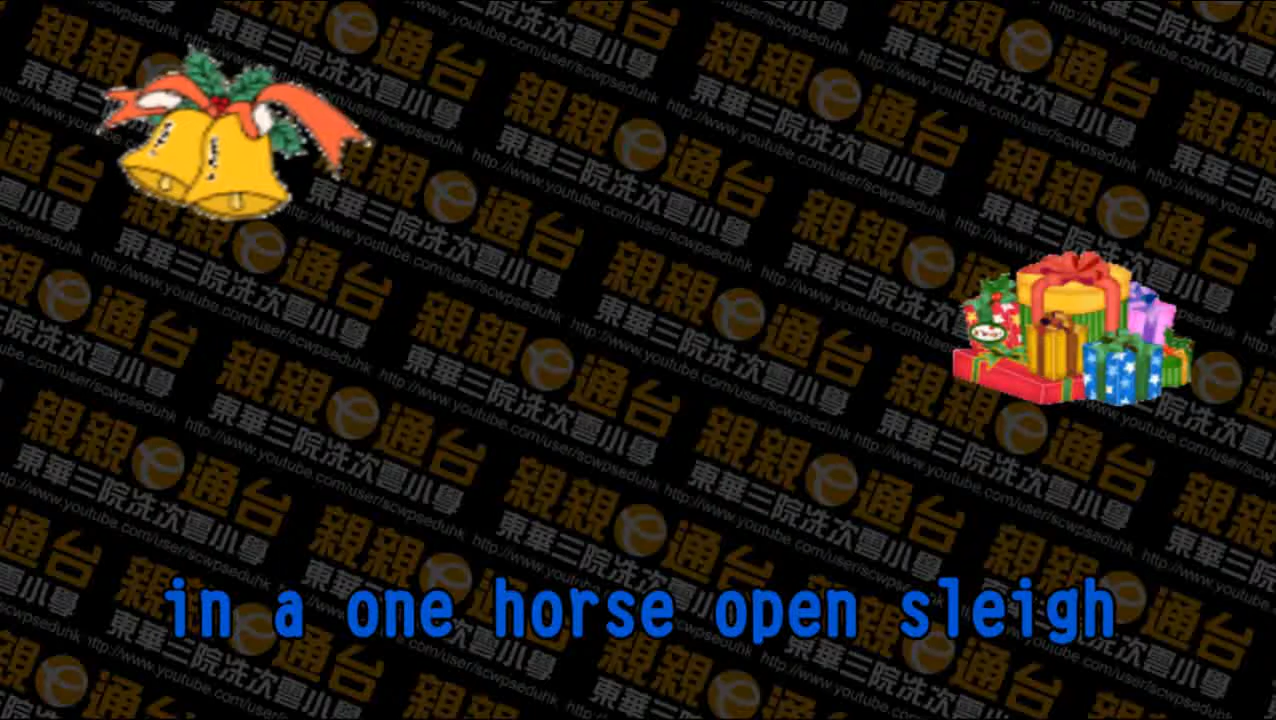 親親e通台
東華三院冼次雲小學
http://www.youtube.com/user/scwpseduhk
in a one horse open sleigh